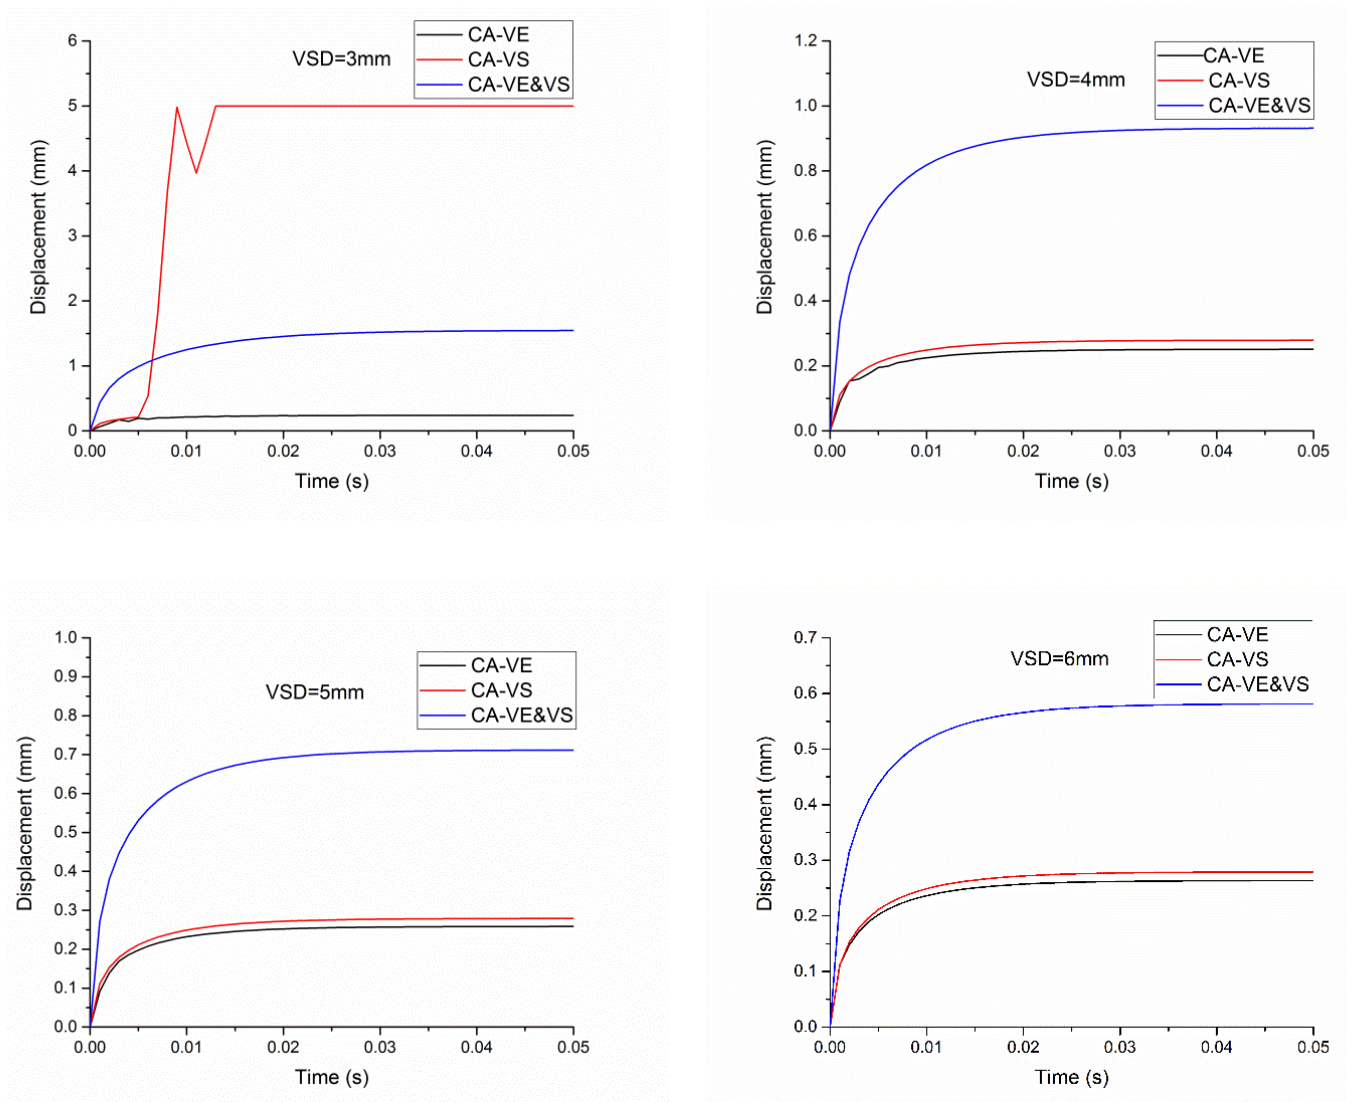 VSD=3mm
CA-VE
CA-VS
CA-VE&VS
Displacement (mm)
6
5
4
3
2
1
0
0.00 0.01 0.02 0.03 0.04 0.05
Time (s)
VSD=4mm
CA-VE
CA-VS
CA-VE&VS
Displacement (mm)
1.2
1.0
0.8
0.6
0.4
0.2
0.0
0.00 0.01 0.02 0.03 0.04 0.05
Time (s)
VSD=5mm
CA-VE
CA-VS
CA-VE&VS
Displacement (mm)
1.0
0.9
0.8
0.7
0.6
0.5
0.4
0.3
0.2
0.1
0.0
0.00 0.01 0.02 0.03 0.04 0.05
Time (s)
VSD=6mm
CA-VE
CA-VS
CA-VE&VS
Displacement (mm)
0.7
0.6
0.5
0.4
0.3
0.2
0.1
0.0
0.00 0.01 0.02 0.03 0.04 0.05
Time (s)